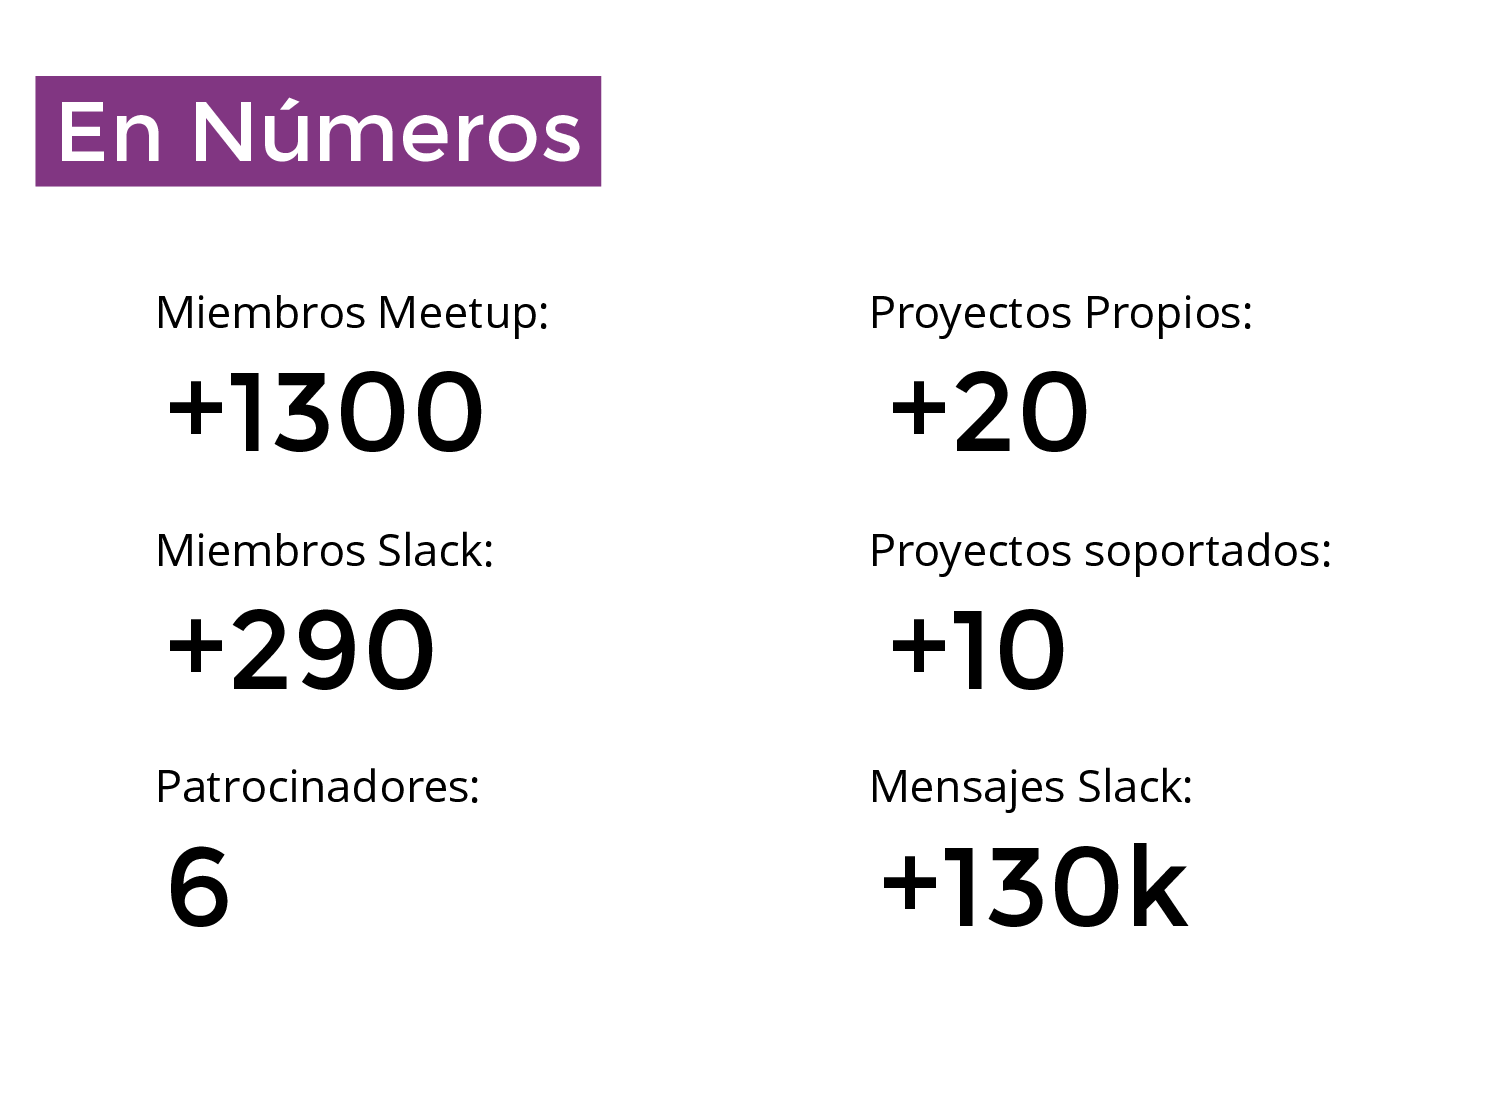 En Números
Miembros Meetup:
+1300
Miembros Slack:
+290
Patrocinadores:
6
Proyectos Propios:
+20
Proyectos soportados:
+10
Mensajes Slack:
+130k